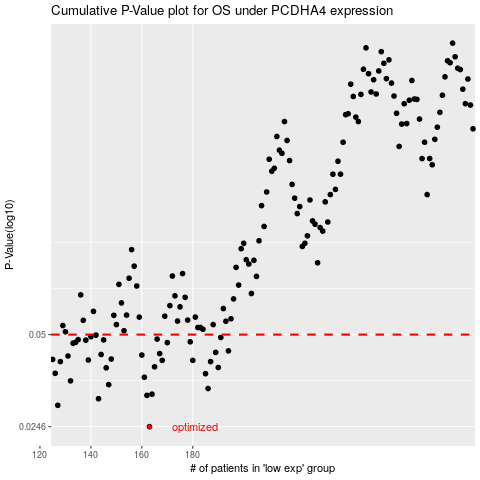 Cumulative P-Value plot for OS under PCDHA4 expression
P-Value(log10)
0.05
0.0246
optimized
120 140 160 180
# of patients in 'low exp' group